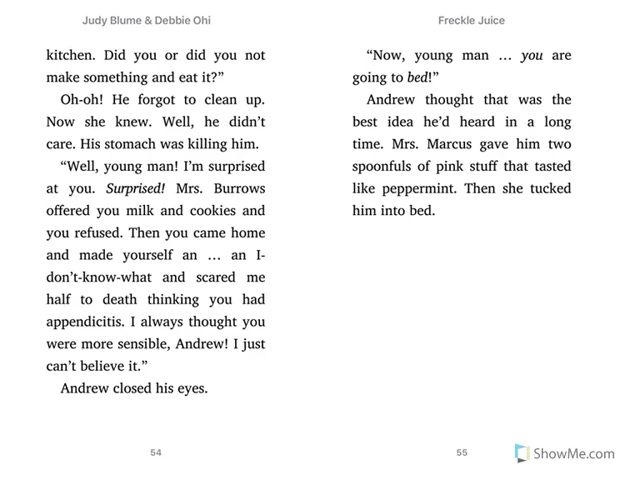 Judy Blume & Debbie Ohi
kitchen. Did you or did you not
make something and eat it?”
Oh-oh! He forgot to clean up.
Now she knew. Well, he didn’t
care. His stomach was killing him.
“Well, young man! I’m surprised
at you. Surprised! Mrs. Burrows
offered you milk and cookies and
you refused. Then you came home
and made yourself an … an I-
don’t-know-what and scared me
half to death thinking you had
appendicitis. I always thought you
were more sensible, Andrew! I just
can’t believe it.”
Andrew closed his eyes.
54
Freckle Juice
“Now, young man … you are
going to bed!”
Andrew thought that was the
best idea he’d heard in a long
time. Mrs. Marcus gave him two
spoonfuls of pink stuff that tasted
like peppermint. Then she tucked
him into bed.
55
ShowMe.com